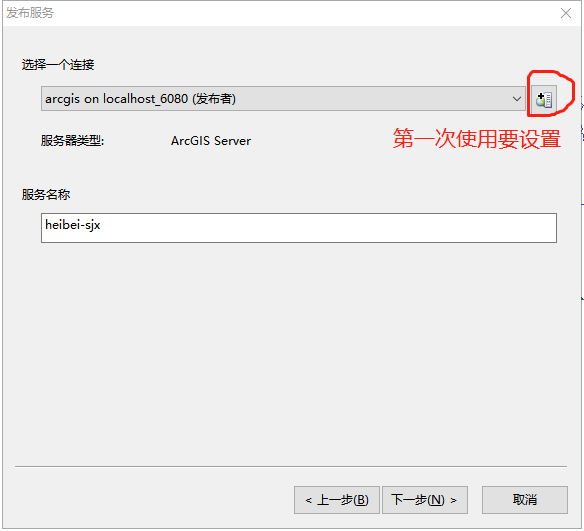 发布服务
选择一个连接
arcgis on localhost_6080 (发布者)
第一次使用要设置
服务器类型:
ArcGIS Server
服务名称
heibei-sjx
< 上一步(B)
下一步(N) >
取消